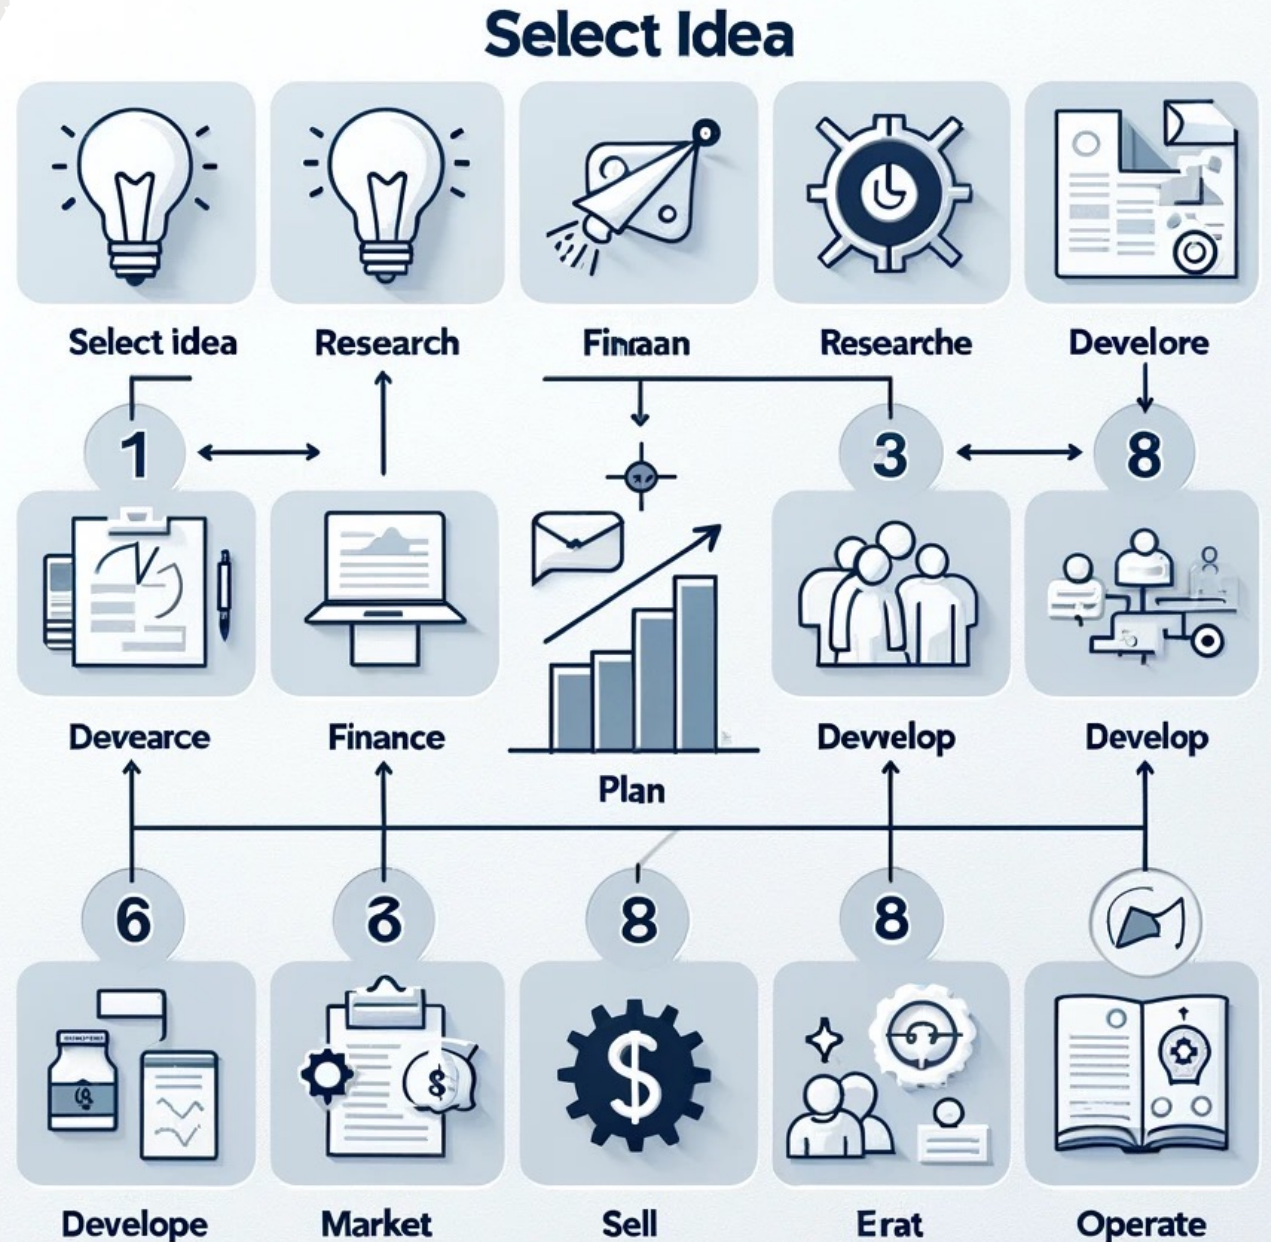 Select Idea
Select idea
Research
Finraan
Researche
Develore
1
3
8
Devearce
Finance
Plan
Devvelop
Develop
6
8
8
Develope
Market
$
Sell
$
Erat
Operate